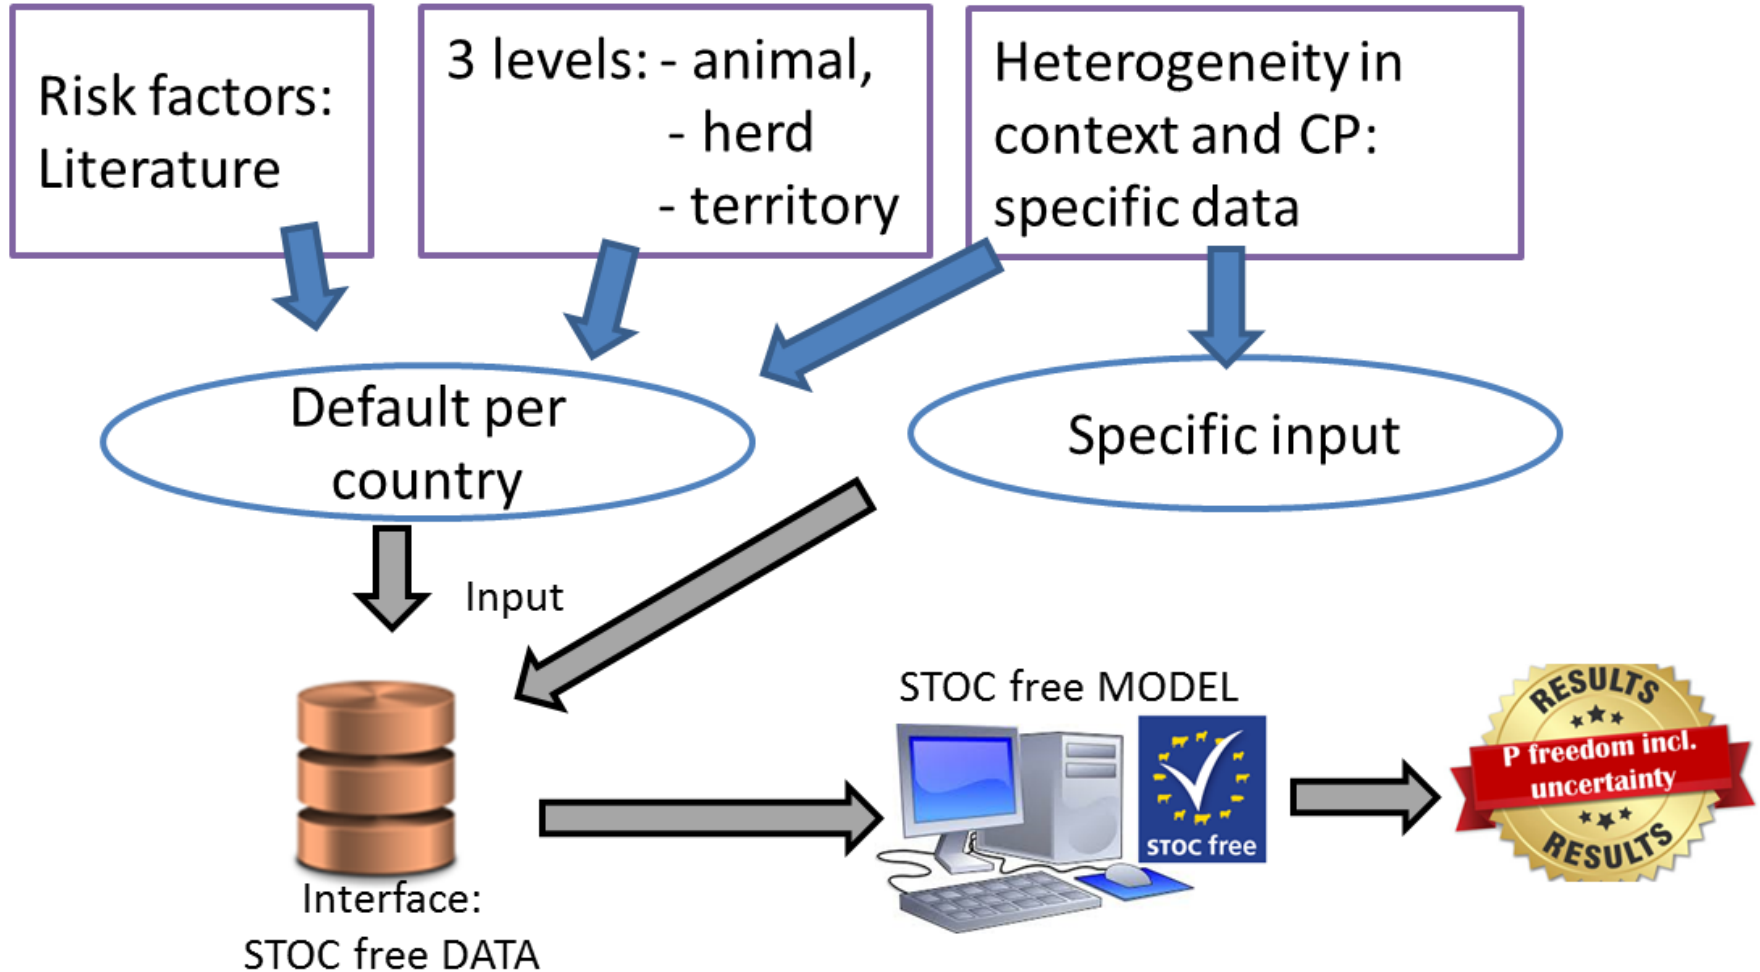 Risk factors:
Literature
3 levels: - animal,
- herd
- territory
Heterogeneity in
context and CP:
specific data
Default per
country
Specific input
Input
Interface:
STOC free DATA
STOC free MODEL
STOC free
RESULTS
P freedom incl.
uncertainty
RESULTS